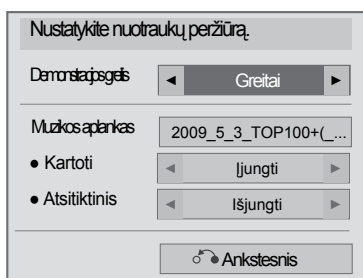 Nustatykite nuotraukų peržiūrą.
Demonstracijos greitis ◄ Greitai ►
Muzikos aplankas 2009_5_3_TOP100+(_...
● Kartoti ◄ Įjungti ►
● Atsitiktinis ◄ Išjungti ►
Ankstesnis